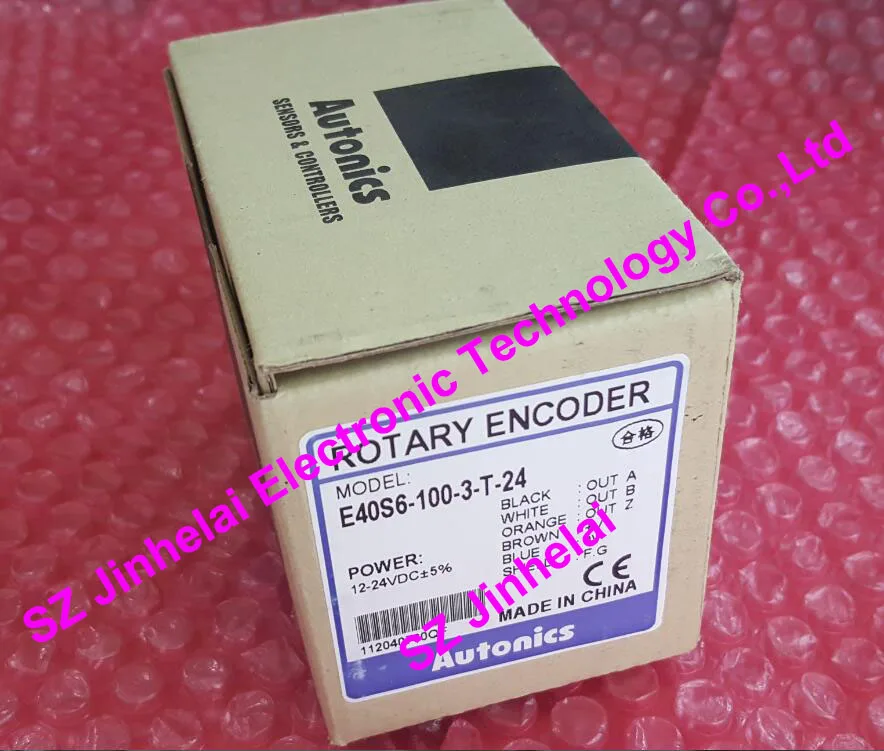 Autonics
SENSORS & CONTROLLERS
SZ Jinhelai Electronic Technology Co.,Ltd
ROTARY ENCODER
合格
MODEL:
E40S6-100-3-T-24
BLACK : OUT A
WHITE : OUT B
ORANGE : OUT Z
BROWN
BLUE
F.G
POWER:
12-24VDC±5%
CE
MADE IN CHINA
SZ Jinhelai
Autonics